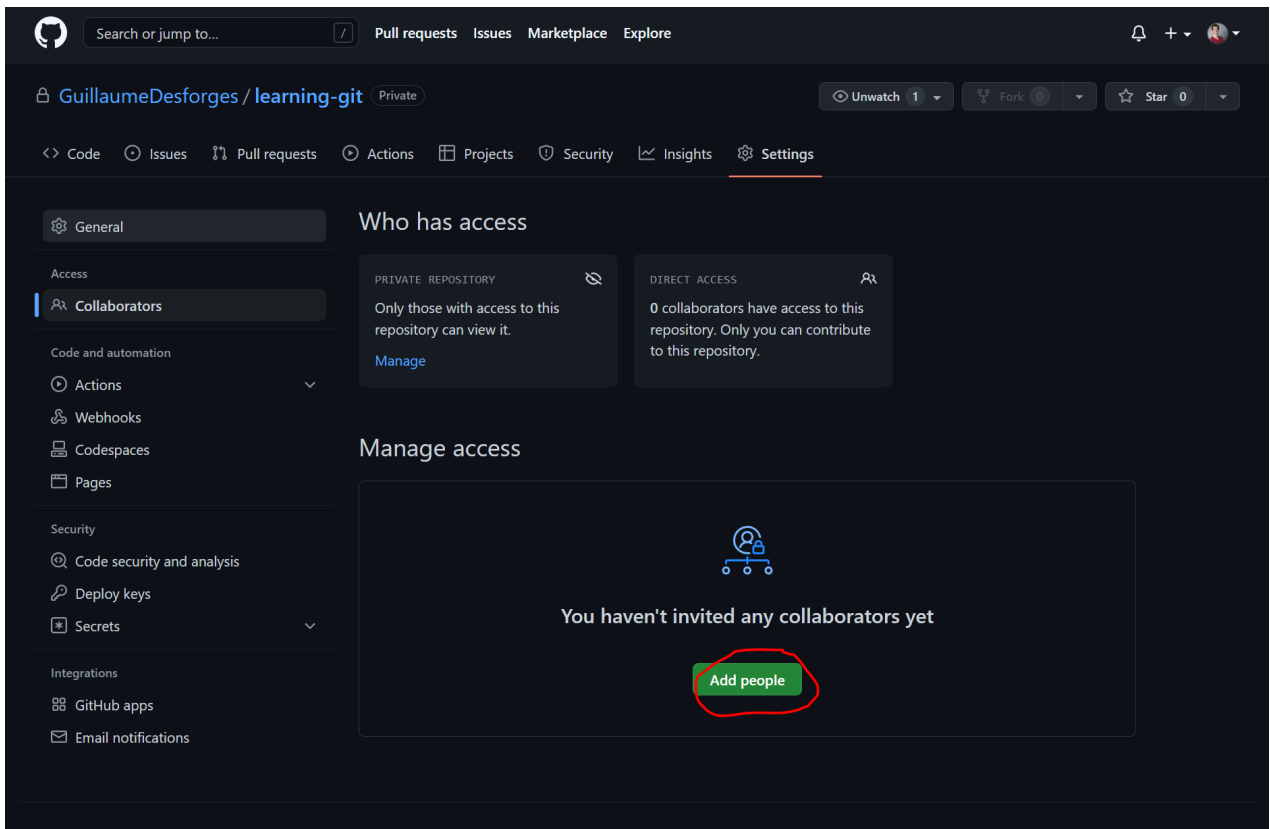 Search or jump to... / Pull requests Issues Marketplace Explore
GuillaumeDesforges / learning-git Private Unwatch 1 Fork 0 Star 0
Code Issues Pull requests Actions Projects Security Insights Settings
General
Access
Collaborators
Code and automation
Actions
Webhooks
Codespaces
Pages
Security
Code security and analysis
Deploy keys
Secrets
Integrations
GitHub apps
Email notifications
Who has access
PRIVATE REPOSITORY
Only those with access to this
repository can view it.
Manage
DIRECT ACCESS
0 collaborators have access to this
repository. Only you can contribute
to this repository.
Manage access
You haven't invited any collaborators yet
Add people